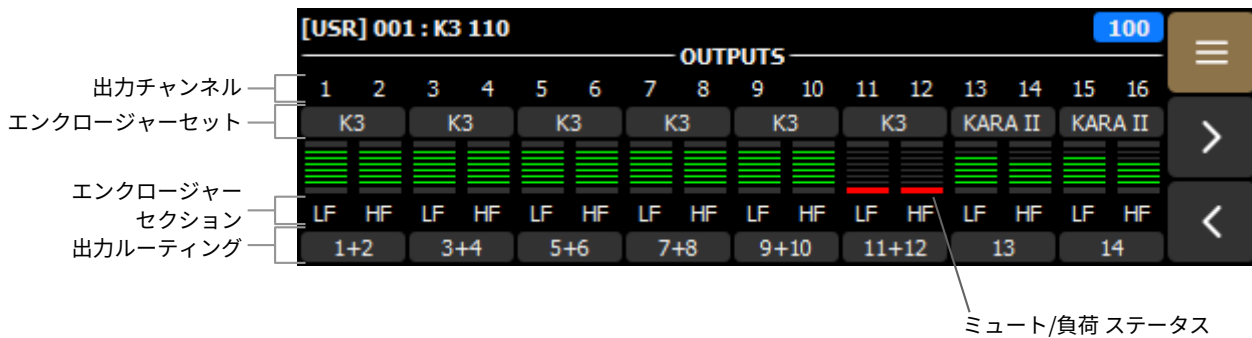 [USR] 001 : K3 110 100
OUTPUTS
出力チャンネル
1 2 3 4 5 6 7 8 9 10 11 12 13 14 15 16
エンクロージャーセット
K3 K3 K3 K3 K3 K3 KARA II KARA II
エンクロージャー
セクション
LF HF LF HF LF HF LF HF LF HF LF HF LF HF LF HF
出力ルーティング
1+2 3+4 5+6 7+8 9+10 11+12 13 14
ミュート/負荷 ステータス